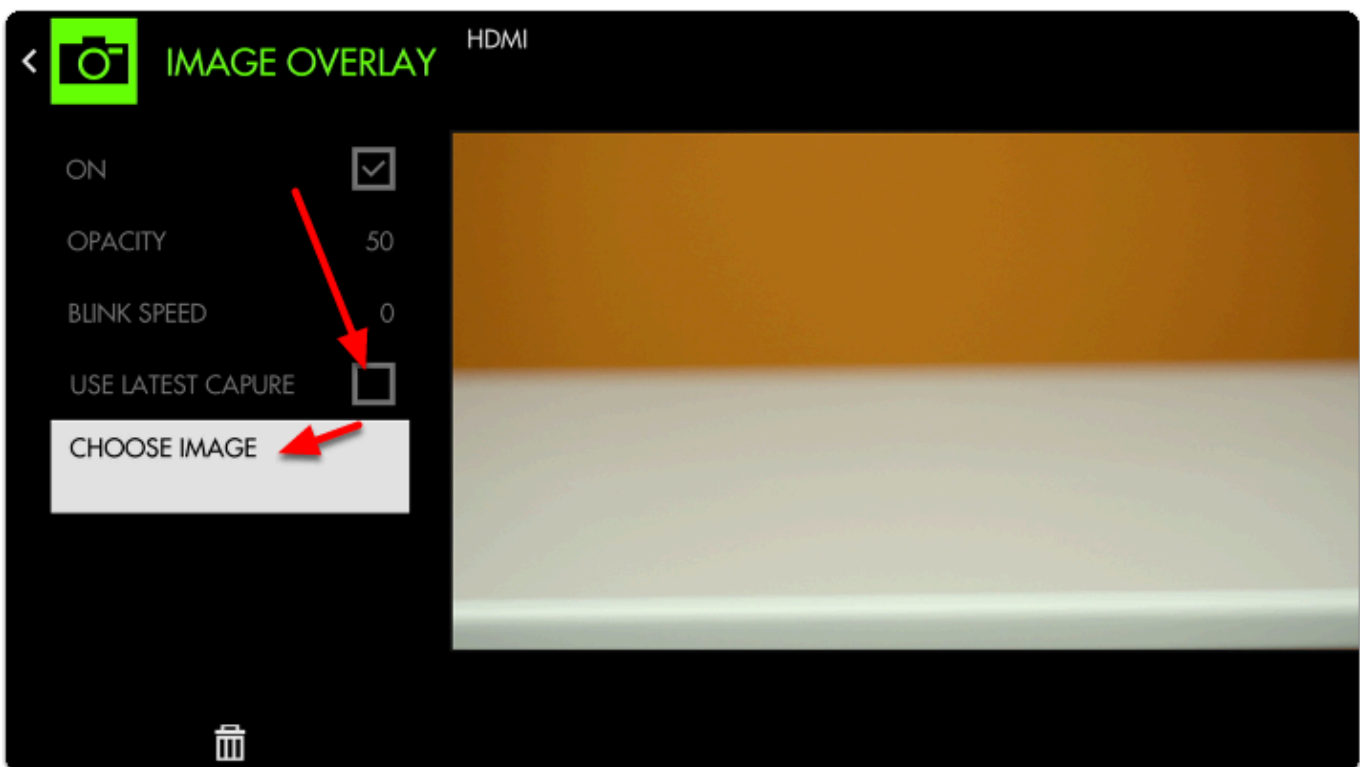 IMAGE OVERLAY
HDMI
ON
OPACITY 50
BLINK SPEED 0
USE LATEST CAPURE
CHOOSE IMAGE